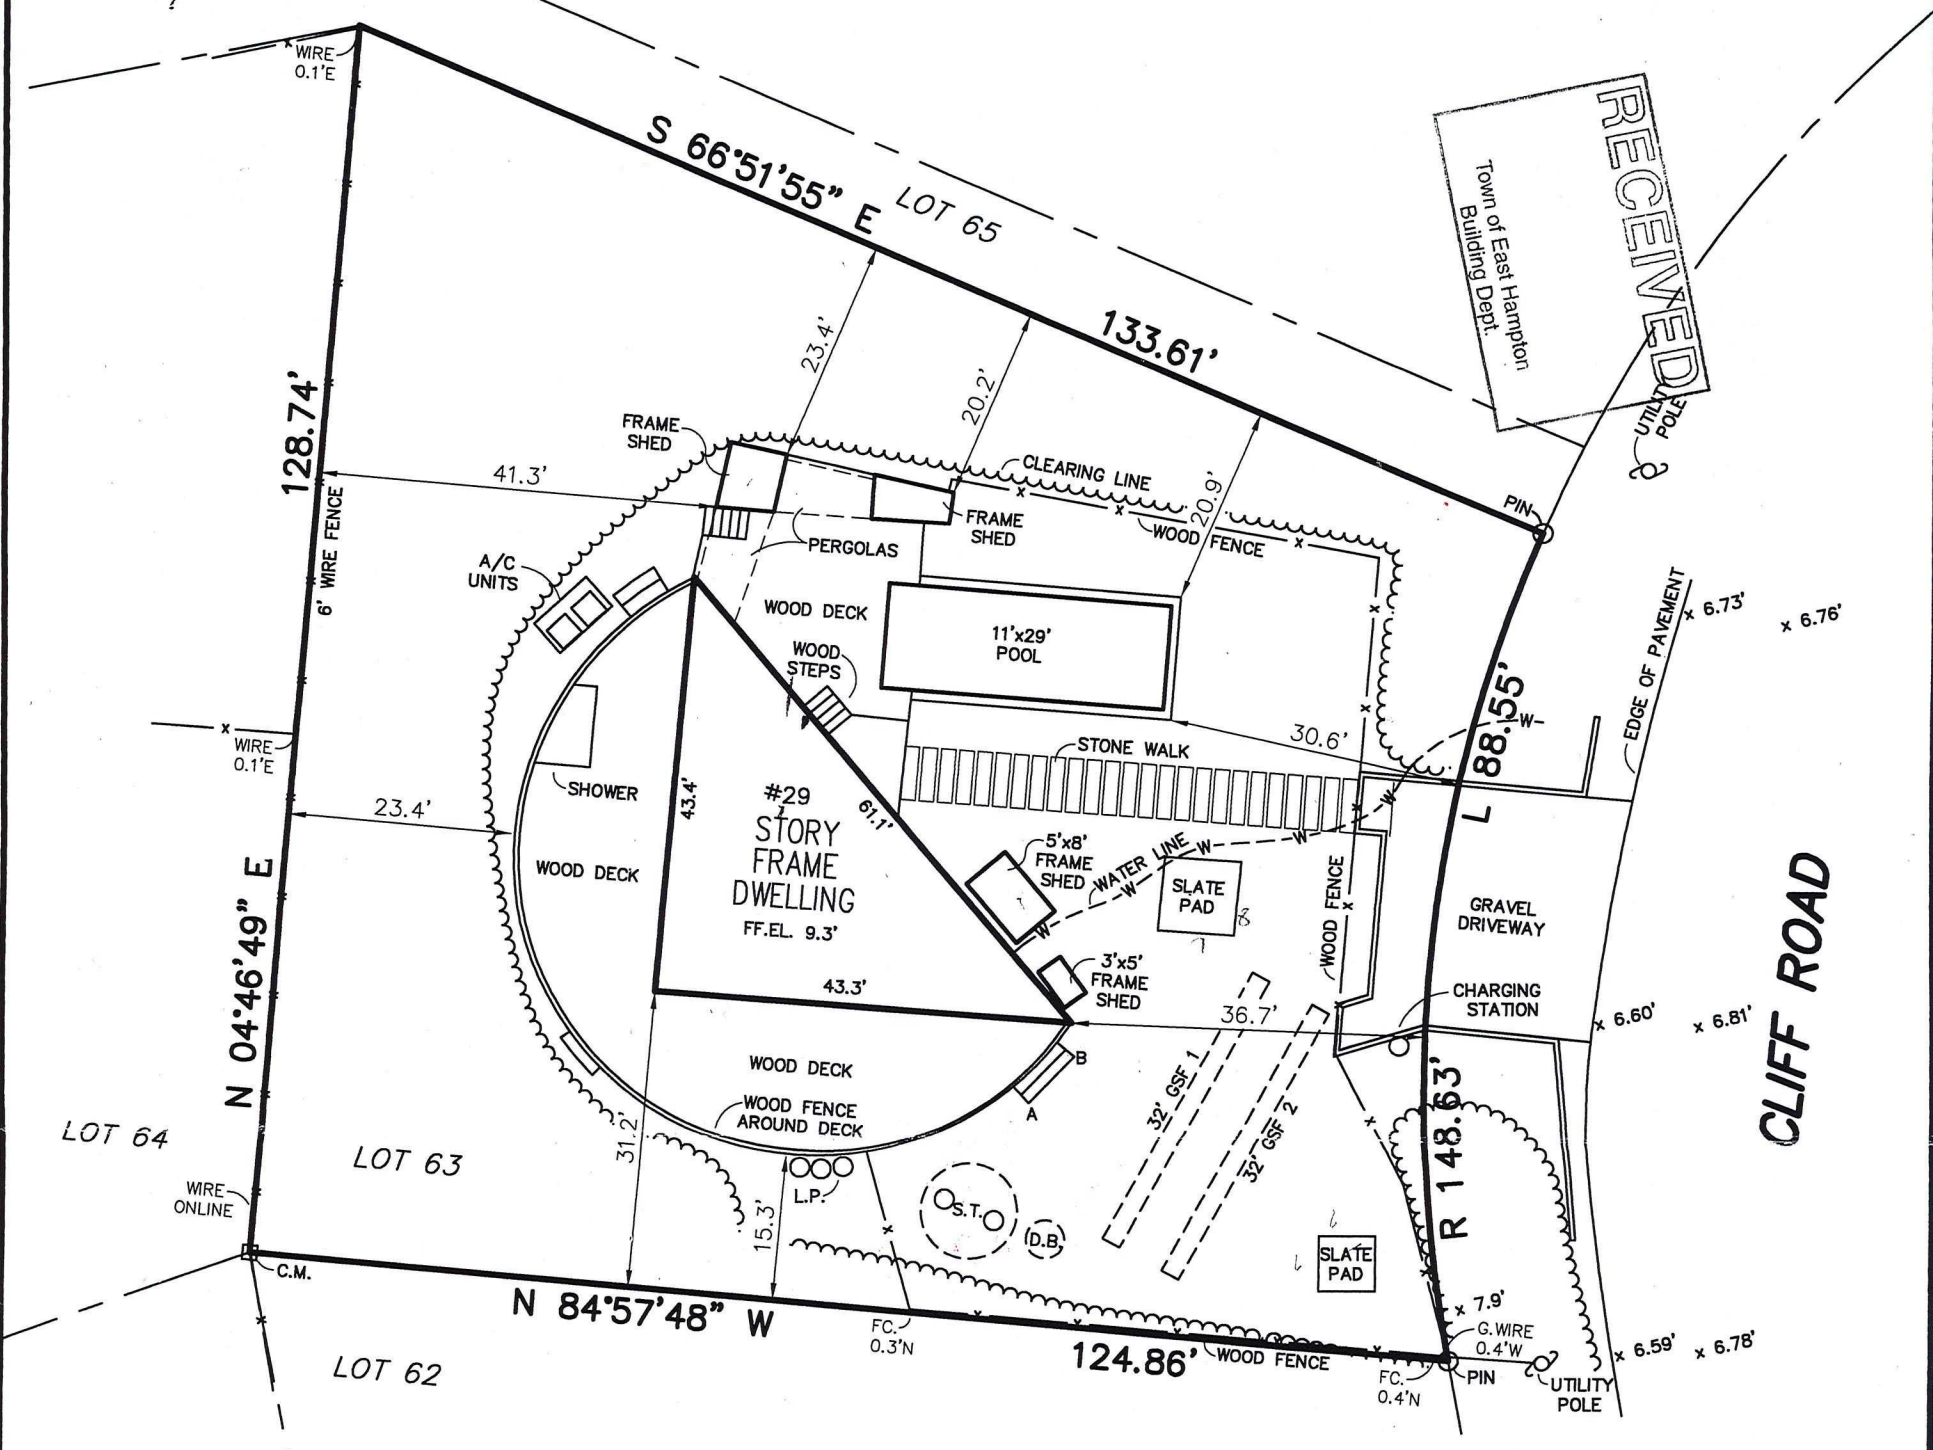 ?
WIRE
0.1'E
S 66°51'55" E
LOT 65
133.61'
RECEIVED
Town of East Hampton
Building Dept.
UTILITY
POLE
23.4'
20.2'
20.9'
128.74'
6' WIRE FENCE
41.3'
FRAME
SHED
CLEARING LINE
WOOD FENCE
FRAME
SHED
PERGOLAS
PIN
A/C
UNITS
WOOD DECK
11'x29'
POOL
WOOD
STEPS
EDGE OF PAVEMENT
x 6.73'
x 6.76'
L 88.55'
30.6'
STONE WALK
WIRE
0.1'E
SHOWER
23.4'
WOOD DECK
43.4'
#29
STORY
FRAME
DWELLING
FF.EL. 9.3'
61.1'
43.3'
5'x8'
FRAME
SHED
WATER LINE
W
W
W
W
W
W
SLATE
PAD
8
7
WOOD FENCE
GRAVEL
DRIVEWAY
3'x5'
FRAME
SHED
CHARGING
STATION
36.7'
x 6.60'
x 6.81'
CLIFF ROAD
N 04°46'49" E
WOOD DECK
WOOD FENCE
AROUND DECK
B
A
32' GSF 1
32' GSF 2
R 148.63'
LOT 64
LOT 63
31.2'
15.3'
L.P.
S.T.
D.B.
SLATE
PAD
WIRE
ONLINE
C.M.
N 84°57'48" W
FC.
0.3'N
124.86'
WOOD FENCE
x 7.9'
G.WIRE
0.4'W
FC.
0.4'N
PIN
UTILITY
POLE
x 6.59'
x 6.78'
LOT 62